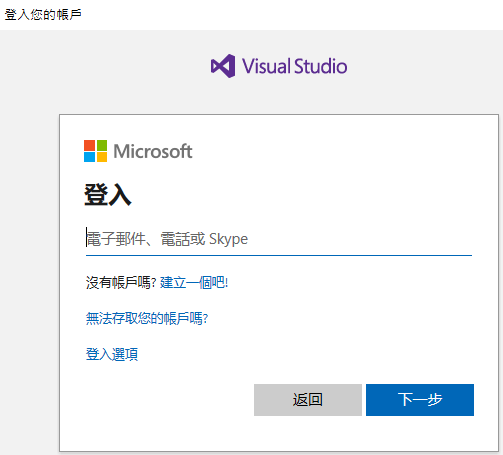 登入您的帳戶
Visual Studio
Microsoft
登入
電子郵件、電話或 Skype
沒有帳戶嗎? 建立一個吧!
無法存取您的帳戶嗎?
登入選項
返回
下一步